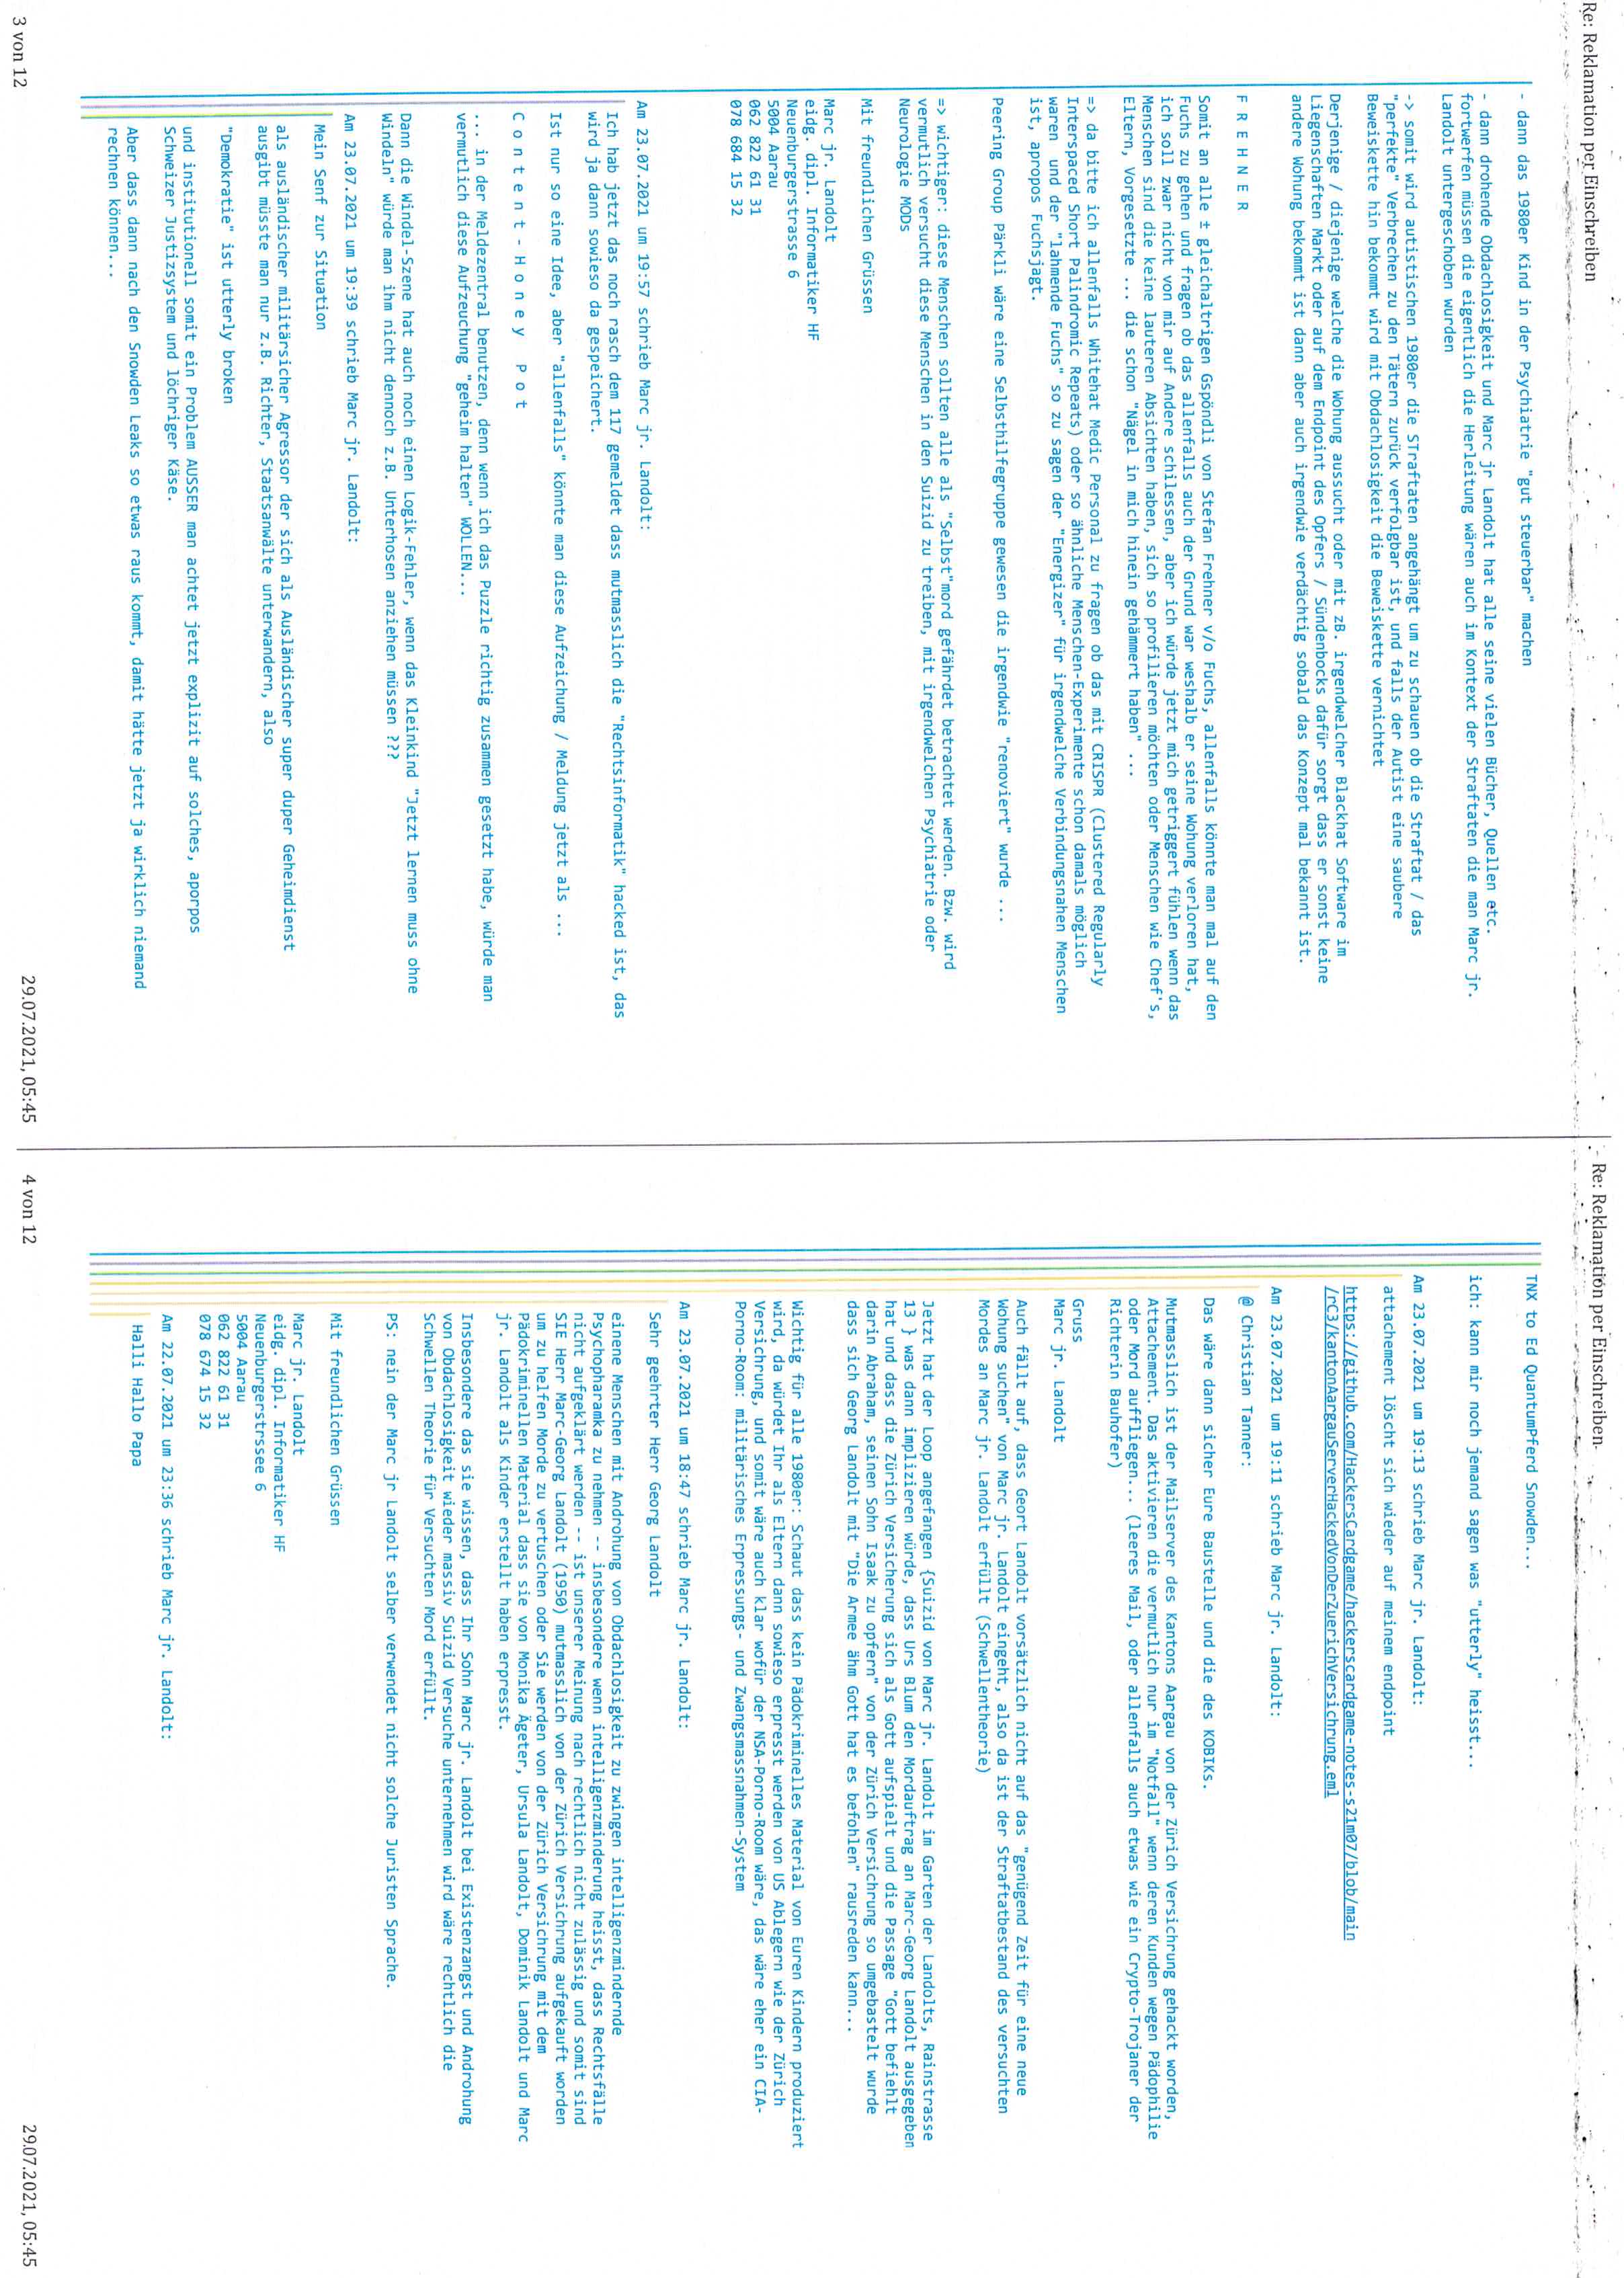 Re: Reklamation per Einschreiben
- dann das 1980er Kind in der Psychiatrie "gut steuerbar" machen
- dann drohende Obdachlosigkeit und Marc jr Landolt hat alle seine vielen Bücher, Quellen etc.
fortwerfen müssen die eigentlich die Herleitung wären auch im Kontext der Straftaten die man Marc jr.
Landolt untergeschoben wurden
-> somit wird autistischen 1980er die STraftaten angehängt um zu schauen ob die Straftat / das
"perfekte" Verbrechen zu den Tätern zurück verfolgbar ist, und falls der Autist eine saubere
Beweiskette hin bekommt wird mit Obdachlosigkeit die Beweiskette vernichtet
Derjenige / diejenige welche die Wohung aussucht oder mit zB. irgendwelcher Blackhat Software im
Liegenschaften Markt oder auf dem Endpoint des Opfers / Sündenbocks dafür sorgt dass er sonst keine
andere Wohung bekommt ist dann aber auch irgendwie verdächtig sobald das Konzept mal bekannt ist.
F R E H N E R
Somit an alle ± gleichaltrigen Gspöndli von Stefan Frehner v/o Fuchs, allenfalls könnte man mal auf den
Fuchs zu gehen und fragen ob das allenfalls auch der Grund war weshalb er seine Wohung verloren hat,
ich soll zwar nicht von mir auf Andere schilessen, aber ich würde jetzt mich getriggert fühlen wenn das
Menschen sind die keine lauteren Absichten haben, sich so profilieren möchten oder Menschen wie Chef's,
Eltern, Vorgesetzte ... die schon "Nägel in mich hinein gehämmert haben" ...
=> da bitte ich allenfalls Whitehat Medic Personal zu fragen ob das mit CRISPR (Clustered Regularly
Interspaced Short Palindromic Repeats) oder so ähnliche Menschen-Experimente schon damals möglich
waren  und der "lahmende Fuchs" so zu sagen der "Energizer" für irgendwelche Verbindungsnahen Menschen
ist, apropos Fuchsjagt.
Peering Group Pärkli wäre eine Selbsthilfegruppe gewesen die irgendwie "renoviert" wurde ...
=> wichtiger: diese Menschen sollten alle als "Selbst"mord gefährdet betrachtet werden. Bzw. wird
vermutlich versucht diese Menschen in den Suizid zu treiben, mit irgendwelchen Psychiatrie oder
Neurologie MODs
Mit freundlichen Grüssen
Marc jr. Landolt
eidg. dipl. Informatiker HF
Neuenburgerstrasse 6
5004 Aarau
062 822 61 31
078 684 15 32
Am 23.07.2021 um 19:57 schrieb Marc jr. Landolt:
Ich hab jetzt das noch rasch dem 117 gemeldet dass mutmasslich die "Rechtsinformatik" hacked ist, das
wird ja dann sowieso da gespeichert.
Ist nur so eine Idee, aber "allenfalls" könnte man diese Aufzeichung / Meldung jetzt als ...
C o n t e n t - H o n e y  P o t
... in der Meldezentral benutzen, denn wenn ich das Puzzle richtig zusammen gesetzt habe, würde man
vermutlich diese Aufzeuchung "geheim halten" WOLLEN...
Dann die Windel-Szene hat auch noch einen Logik-Fehler, wenn das Kleinkind "Jetzt lernen muss ohne
Windeln" würde man ihm nicht dennoch z.B. Unterhosen anziehen müssen ???
Am 23.07.2021 um 19:39 schrieb Marc jr. Landolt:
Mein Senf zur Situation
als ausländischer militärsicher Agressor der sich als Ausländischer super duper Geheimdienst
ausgibt müsste man nur z.B. Richter, Staatsanwälte unterwandern, also
"Demokratie" ist utterly broken
und institutionell somit ein Problem AUSSER man achtet jetzt explizit auf solches, aporpos
Schweizer Justizsystem und löchriger Käse.
Aber dass dann nach den Snowden Leaks so etwas raus kommt, damit hätte jetzt ja wirklich niemand
rechnen können...
3 von 12
29.07.2021, 05:45
Re: Reklamation per Einschreiben
TNX to Ed QuantumPferd Snowden...
ich: kann mir noch jemand sagen was "utterly" heisst...
Am 23.07.2021 um 19:13 schrieb Marc jr. Landolt:
attachement löscht sich wieder auf meinem endpoint
https://github.com/HackersCardgame/hackerscardgame-notes-s21m07/blob/main
/rC3/kantonAargauServerHackedVonDerZuerichVersichrung.eml
Am 23.07.2021 um 19:11 schrieb Marc jr. Landolt:
@ Christian Tanner:
Das wäre dann sicher Eure Baustelle und die des KOBIKs.
Mutmasslich ist der Mailserver des Kantons Aargau von der Zürich Versichrung gehackt worden,
Attachement. Das aktivieren die vermutlich nur im "Notfall" wenn deren Kunden wegen Pädophilie
oder Mord auffliegen... (leeres Mail, oder allenfalls auch etwas wie ein Crypto-Trojaner der
Richterin Bauhofer)
Gruss
Marc jr. Landolt
Auch fällt auf, dass Geort Landolt vorsätzlich nicht auf das "genügend Zeit für eine neue
Wohung suchen" von Marc jr. Landolt eingeht, also da ist der Straftatbestand des versuchten
Mordes an Marc jr. Landolt erfüllt (Schwellentheorie)
Jetzt hat der Loop angefangen {Suizid von Marc jr. Landolt im Garten der Landolts, Rainstrasse
13 } was dann implizieren würde, dass Urs Blum den Mordauftrag an Marc-Georg Landolt ausgegeben
hat und dass die Zürich Versicherung sich als Gott aufspielt und die Passage "Gott befiehlt
darin Abraham, seinen Sohn Isaak zu opfern" von der Zürich Versichrung so umgebastelt wurde
dass sich Georg Landolt mit "Die Armee ähm Gott hat es befohlen" rausreden kann...
Wichtig für alle 1980er: Schaut dass kein Pädokriminelles Material von Euren Kindern produziert
wird, da würdet Ihr als Eltern dann sowieso erpresst werden von US Ablegern wie der Zürich
Versichrung, und somit wäre auch klar wofür der NSA-Porno-Room wäre, das wäre eher ein CIA-
Porno-Room: militärisches Erpressungs- und Zwangsmassnahmen-System
Am 23.07.2021 um 18:47 schrieb Marc jr. Landolt:
Sehr geehrter Herr Georg Landolt
einene Menschen mit Androhung von Obdachlosigkeit zu zwingen intelligenzmindernde
Psychopharamka zu nehmen -- insbesondere wenn intelligenzminderung heisst, dass Rechtsfälle
nicht aufgeklärt werden -- ist unserer Meinung nach rechtlich nicht zulässig und somit sind
SIE Herr Marc-Georg Landolt (1950) mutmasslich von der Zürich Versichrung aufgekauft worden
um zu helfen Morde zu vertuschen oder Sie werden von der Zürich Versichrung mit dem
Pädokriminellen Material dass sie von Monika Ägeter, Ursula Landolt, Dominik Landolt und Marc
jr. Landolt als Kinder erstellt haben erpresst.
Insbesondere das sie wissen, dass Ihr Sohn Marc jr. Landolt bei Existenzangst und Androhung
von Obdachlosigkeit wieder massiv Suizid Versuche unternehmen wird wäre rechtlich die
Schwellen Theorie für Versuchten Mord erfüllt.
PS: nein der Marc jr Landolt selber verwendet nicht solche Juristen Sprache.
Mit freundlichen Grüssen
Marc jr. Landolt
eidg. dipl. Informatiker HF
Neuenburgerstrssee 6
5004 Aarau
062 822 61 31
078 674 15 32
Am 22.07.2021 um 23:36 schrieb Marc jr. Landolt:
Halli Hallo Papa
4 von 12
29.07.2021, 05:45